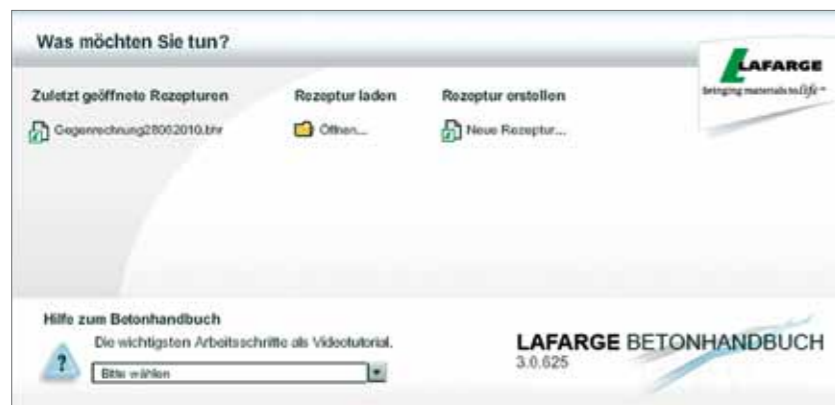 Was möchten Sie tun?
LAFARGE
bringing materials to life™
Zuletzt geöffnete Rezepturen
Rezeptur laden
Rezeptur erstellen
Gegenrechnung28062010.bhr
Öffnen...
Neue Rezeptur...
Hilfe zum Betonhandbuch
Die wichtigsten Arbeitsschritte als Videotutorial.
?
Bitte wählen
LAFARGE BETONHANDBUCH
3.0.625